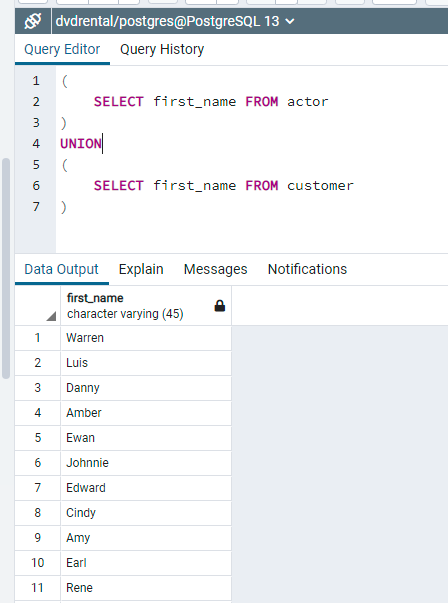 dvdrental/postgres@PostgreSQL 13
Query Editor Query History
1 (
2 SELECT first_name FROM actor
3 )
4 UNION
5 (
6 SELECT first_name FROM customer
7 )
Data Output Explain Messages Notifications
first_name
character varying (45)
1 Warren
2 Luis
3 Danny
4 Amber
5 Ewan
6 Johnnie
7 Edward
8 Cindy
9 Amy
10 Earl
11 Rene